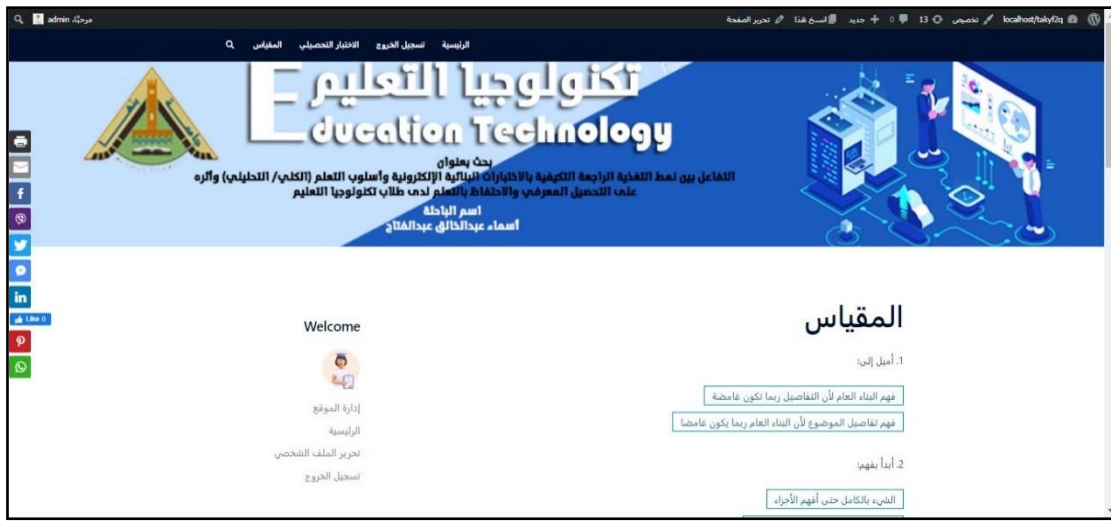 localhost/takyf2q تخصيص 13 0 + جديد انسخ هذا تحرير الصفحة
مرحبًا، admin
الرئيسية تسجيل الخروج الاختبار التحصيلي المقياس
تكنولوجيا التعليم
Education Technology
بحث بعنوان
التفاعل بين نمط التغذية الراجعة التكيفية بالاختبارات البنائية الإلكترونية وأسلوب التعلم (الكلي/ التحليلي) وأثره
على التحصيل المعرفي والاحتفاظ بالتعلم لدى طلاب تكنولوجيا التعليم
اسم الباحثة
أسماء عبدالخالق عبدالفتاح
Like 0
المقياس
1. أميل إلى:
فهم البناء العام لأن التفاصيل ربما تكون غامضة
فهم تفاصيل الموضوع لأن البناء العام ربما يكون غامضا
2. أبدأ بفهم:
الشيء بالكامل حتى أفهم الأجزاء
Welcome
إدارة الموقع
الرئيسية
تحرير الملف الشخصي
تسجيل الخروج